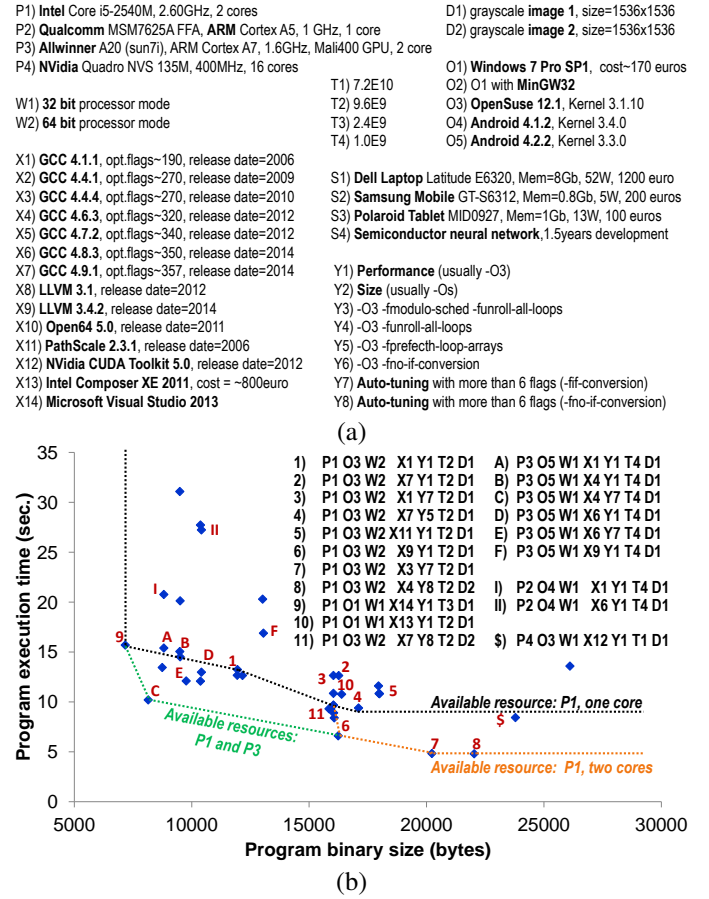 P1) Intel Core i5-2540M, 2.60GHz, 2 cores
P2) Qualcomm MSM7625A FFA, ARM Cortex A5, 1 GHz, 1 core
P3) Allwinner A20 (sun7i), ARM Cortex A7, 1.6GHz, Mali400 GPU, 2 core
P4) NVidia Quadro NVS 135M, 400MHz, 16 cores
D1) grayscale image 1, size=1536x1536
D2) grayscale image 2, size=1536x1536
W1) 32 bit processor mode
W2) 64 bit processor mode
T1) 7.2E10
T2) 9.6E9
T3) 2.4E9
T4) 1.0E9
O1) Windows 7 Pro SP1, cost~170 euros
O2) O1 with MinGW32
O3) OpenSuse 12.1, Kernel 3.1.10
O4) Android 4.1.2, Kernel 3.4.0
O5) Android 4.2.2, Kernel 3.3.0
X1) GCC 4.1.1, opt.flags~190, release date=2006
X2) GCC 4.4.1, opt.flags~270, release date=2009
X3) GCC 4.4.4, opt.flags~270, release date=2010
X4) GCC 4.6.3, opt.flags~320, release date=2012
X5) GCC 4.7.2, opt.flags~340, release date=2012
X6) GCC 4.8.3, opt.flags~350, release date=2014
X7) GCC 4.9.1, opt.flags~357, release date=2014
X8) LLVM 3.1, release date=2012
X9) LLVM 3.4.2, release date=2014
X10) Open64 5.0, release date=2011
X11) PathScale 2.3.1, release date=2006
X12) NVidia CUDA Toolkit 5.0, release date=2012
X13) Intel Composer XE 2011, cost = ~800euro
X14) Microsoft Visual Studio 2013
S1) Dell Laptop Latitude E6320, Mem=8Gb, 52W, 1200 euro
S2) Samsung Mobile GT-S6312, Mem=0.8Gb, 5W, 200 euros
S3) Polaroid Tablet MID0927, Mem=1Gb, 13W, 100 euros
S4) Semiconductor neural network,1.5years development
Y1) Performance (usually -O3)
Y2) Size (usually -Os)
Y3) -O3 -fmodulo-sched -funroll-all-loops
Y4) -O3 -funroll-all-loops
Y5) -O3 -fprefecth-loop-arrays
Y6) -O3 -fno-if-conversion
Y7) Auto-tuning with more than 6 flags (-fif-conversion)
Y8) Auto-tuning with more than 6 flags (-fno-if-conversion)
(a)
Program execution time (sec.)
35
30
25
20
15
10
5
0
1) P1 O3 W2 X1 Y1 T2 D1
2) P1 O3 W2 X7 Y1 T2 D1
3) P1 O3 W2 X1 Y7 T2 D1
4) P1 O3 W2 X7 Y5 T2 D1
5) P1 O3 W2 X11 Y1 T2 D1
6) P1 O3 W2 X9 Y1 T2 D1
7) P1 O3 W2 X3 Y7 T2 D1
8) P1 O3 W2 X4 Y8 T2 D2
9) P1 O1 W1 X14 Y1 T3 D1
10) P1 O1 W1 X13 Y1 T2 D1
11) P1 O3 W2 X7 Y8 T2 D2
A) P3 O5 W1 X1 Y1 T4 D1
B) P3 O5 W1 X4 Y1 T4 D1
C) P3 O5 W1 X4 Y7 T4 D1
D) P3 O5 W1 X6 Y1 T4 D1
E) P3 O5 W1 X6 Y7 T4 D1
F) P3 O5 W1 X9 Y1 T4 D1
I) P2 O4 W1 X1 Y1 T4 D1
II) P2 O4 W1 X6 Y1 T4 D1
$) P4 O3 W1 X12 Y1 T1 D1
II
I
F
9
A
B
D
1
E
C
2
3
10
4
5
11
6
$
7
8
Available resource: P1, one core
Available resources:
P1 and P3
Available resource: P1, two cores
5000
10000
15000
20000
25000
30000
Program binary size (bytes)
(b)